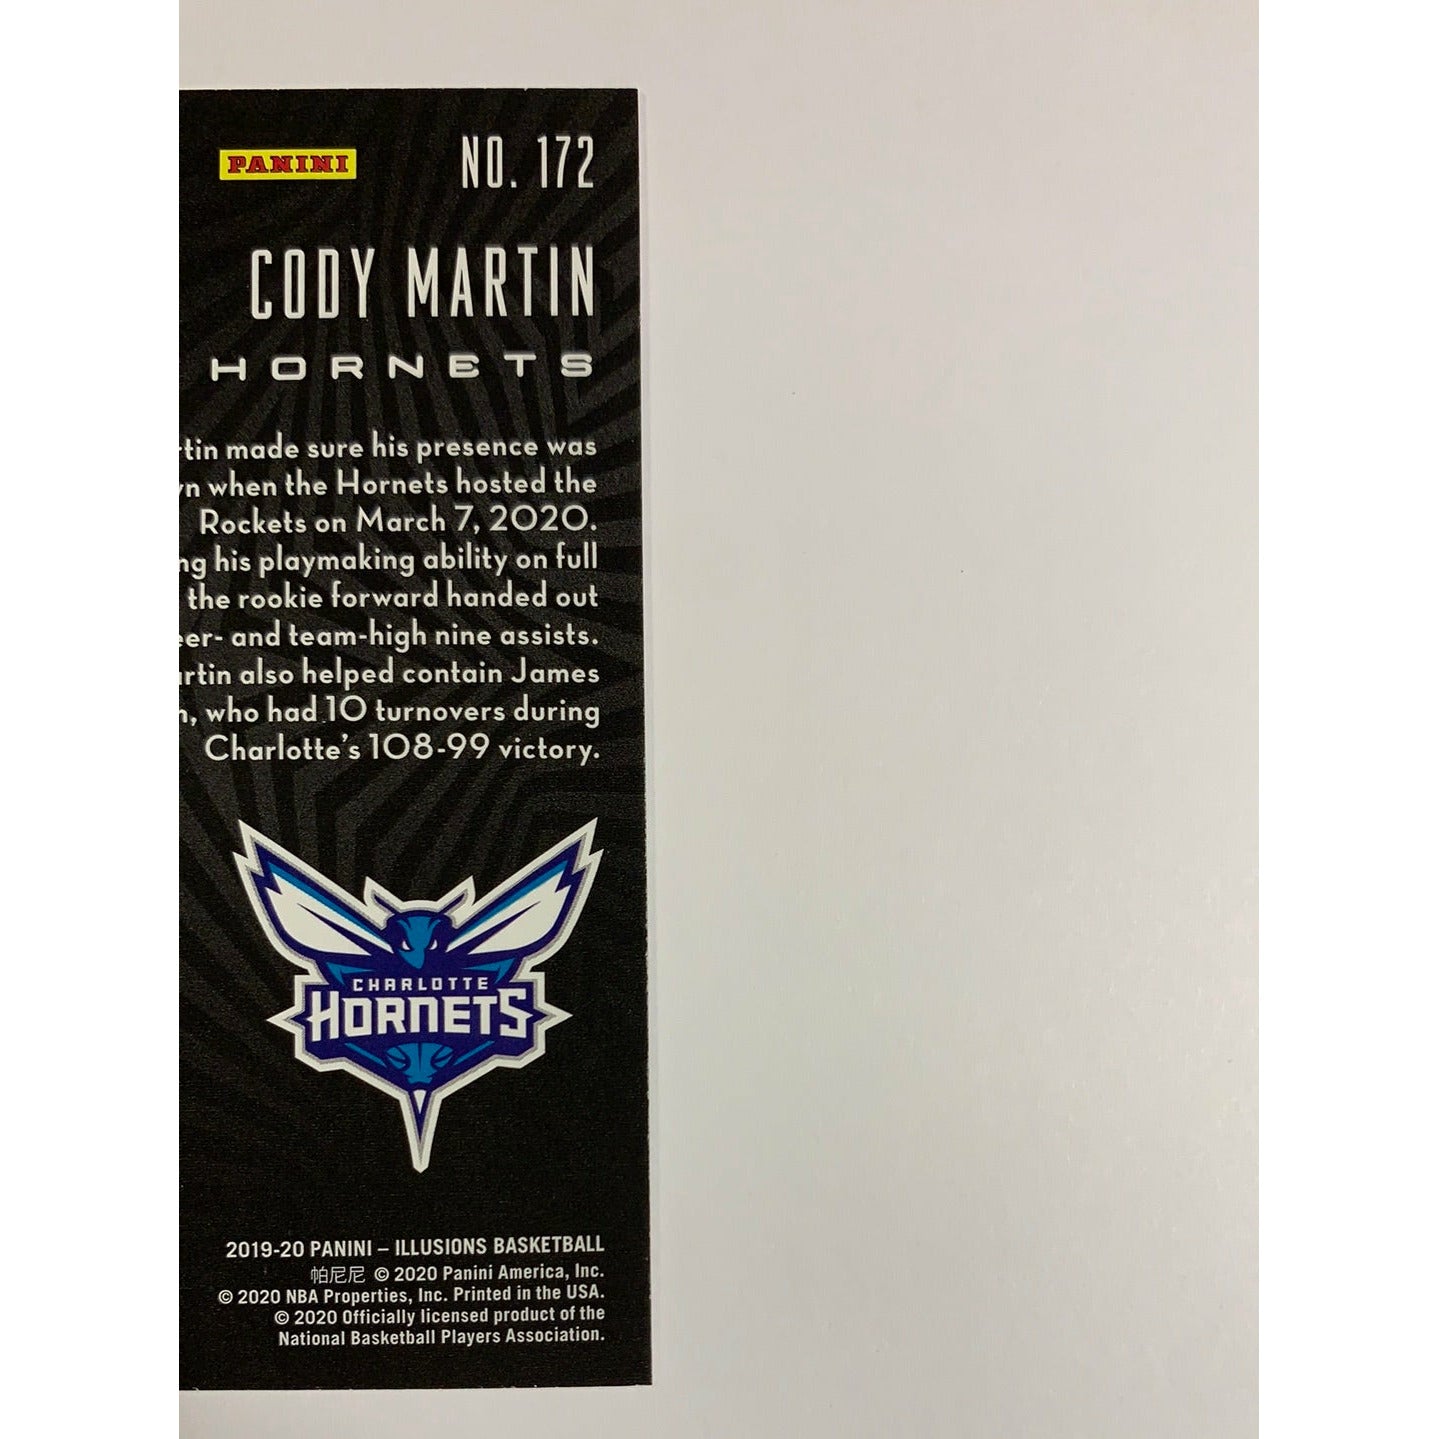 PANINI
NO. 172
CODY MARTIN
HORNETS
made sure his presence was
when the Hornets hosted the
Rockets on March 7, 2020.
his playmaking ability on full
the rookie forward handed out
and team-high nine assists.
also helped contain James
who had 10 turnovers during
Charlotte's 108-99 victory.
CHARLOTTE
HORNETS
2019-20 PANINI – ILLUSIONS BASKETBALL
帕尼尼 © 2020 Panini America, Inc.
© 2020 NBA Properties, Inc. Printed in the USA.
© 2020 Officially licensed product of the
National Basketball Players Association.